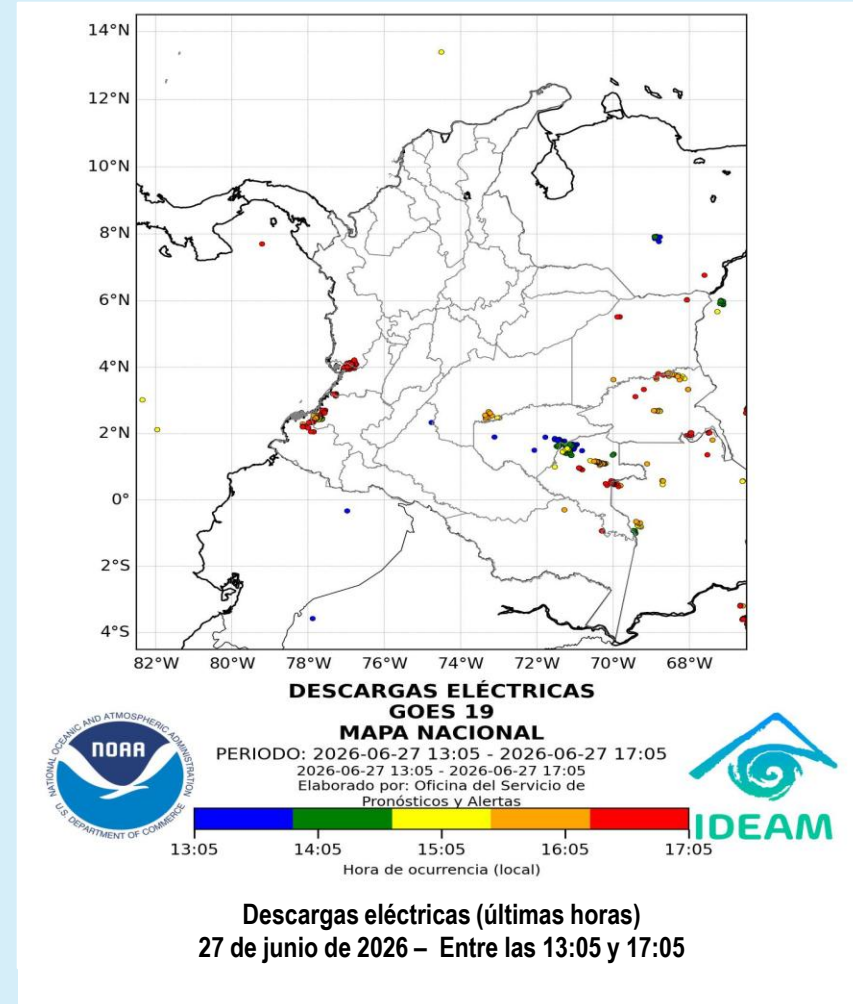 14°N
12°N
10°N
8°N
6°N
4°N
2°N
0°
2°S
4°S
82°W 80°W 78°W 76°W 74°W 72°W 70°W 68°W
DESCARGAS ELÉCTRICAS
GOES 19
MAPA NACIONAL
PERIODO: 2026-06-27 13:05 - 2026-06-27 17:05
2026-06-27 13:05 - 2026-06-27 17:05
Elaborado por: Oficina del Servicio de
Pronósticos y Alertas
NATIONAL OCEANIC AND ATMOSPHERIC ADMINISTRATION
NOAA
U.S. DEPARTMENT OF COMMERCE
IDEAM
13:05 14:05 15:05 16:05 17:05
Hora de ocurrencia (local)
Descargas eléctricas (últimas horas)
27 de junio de 2026 – Entre las 13:05 y 17:05